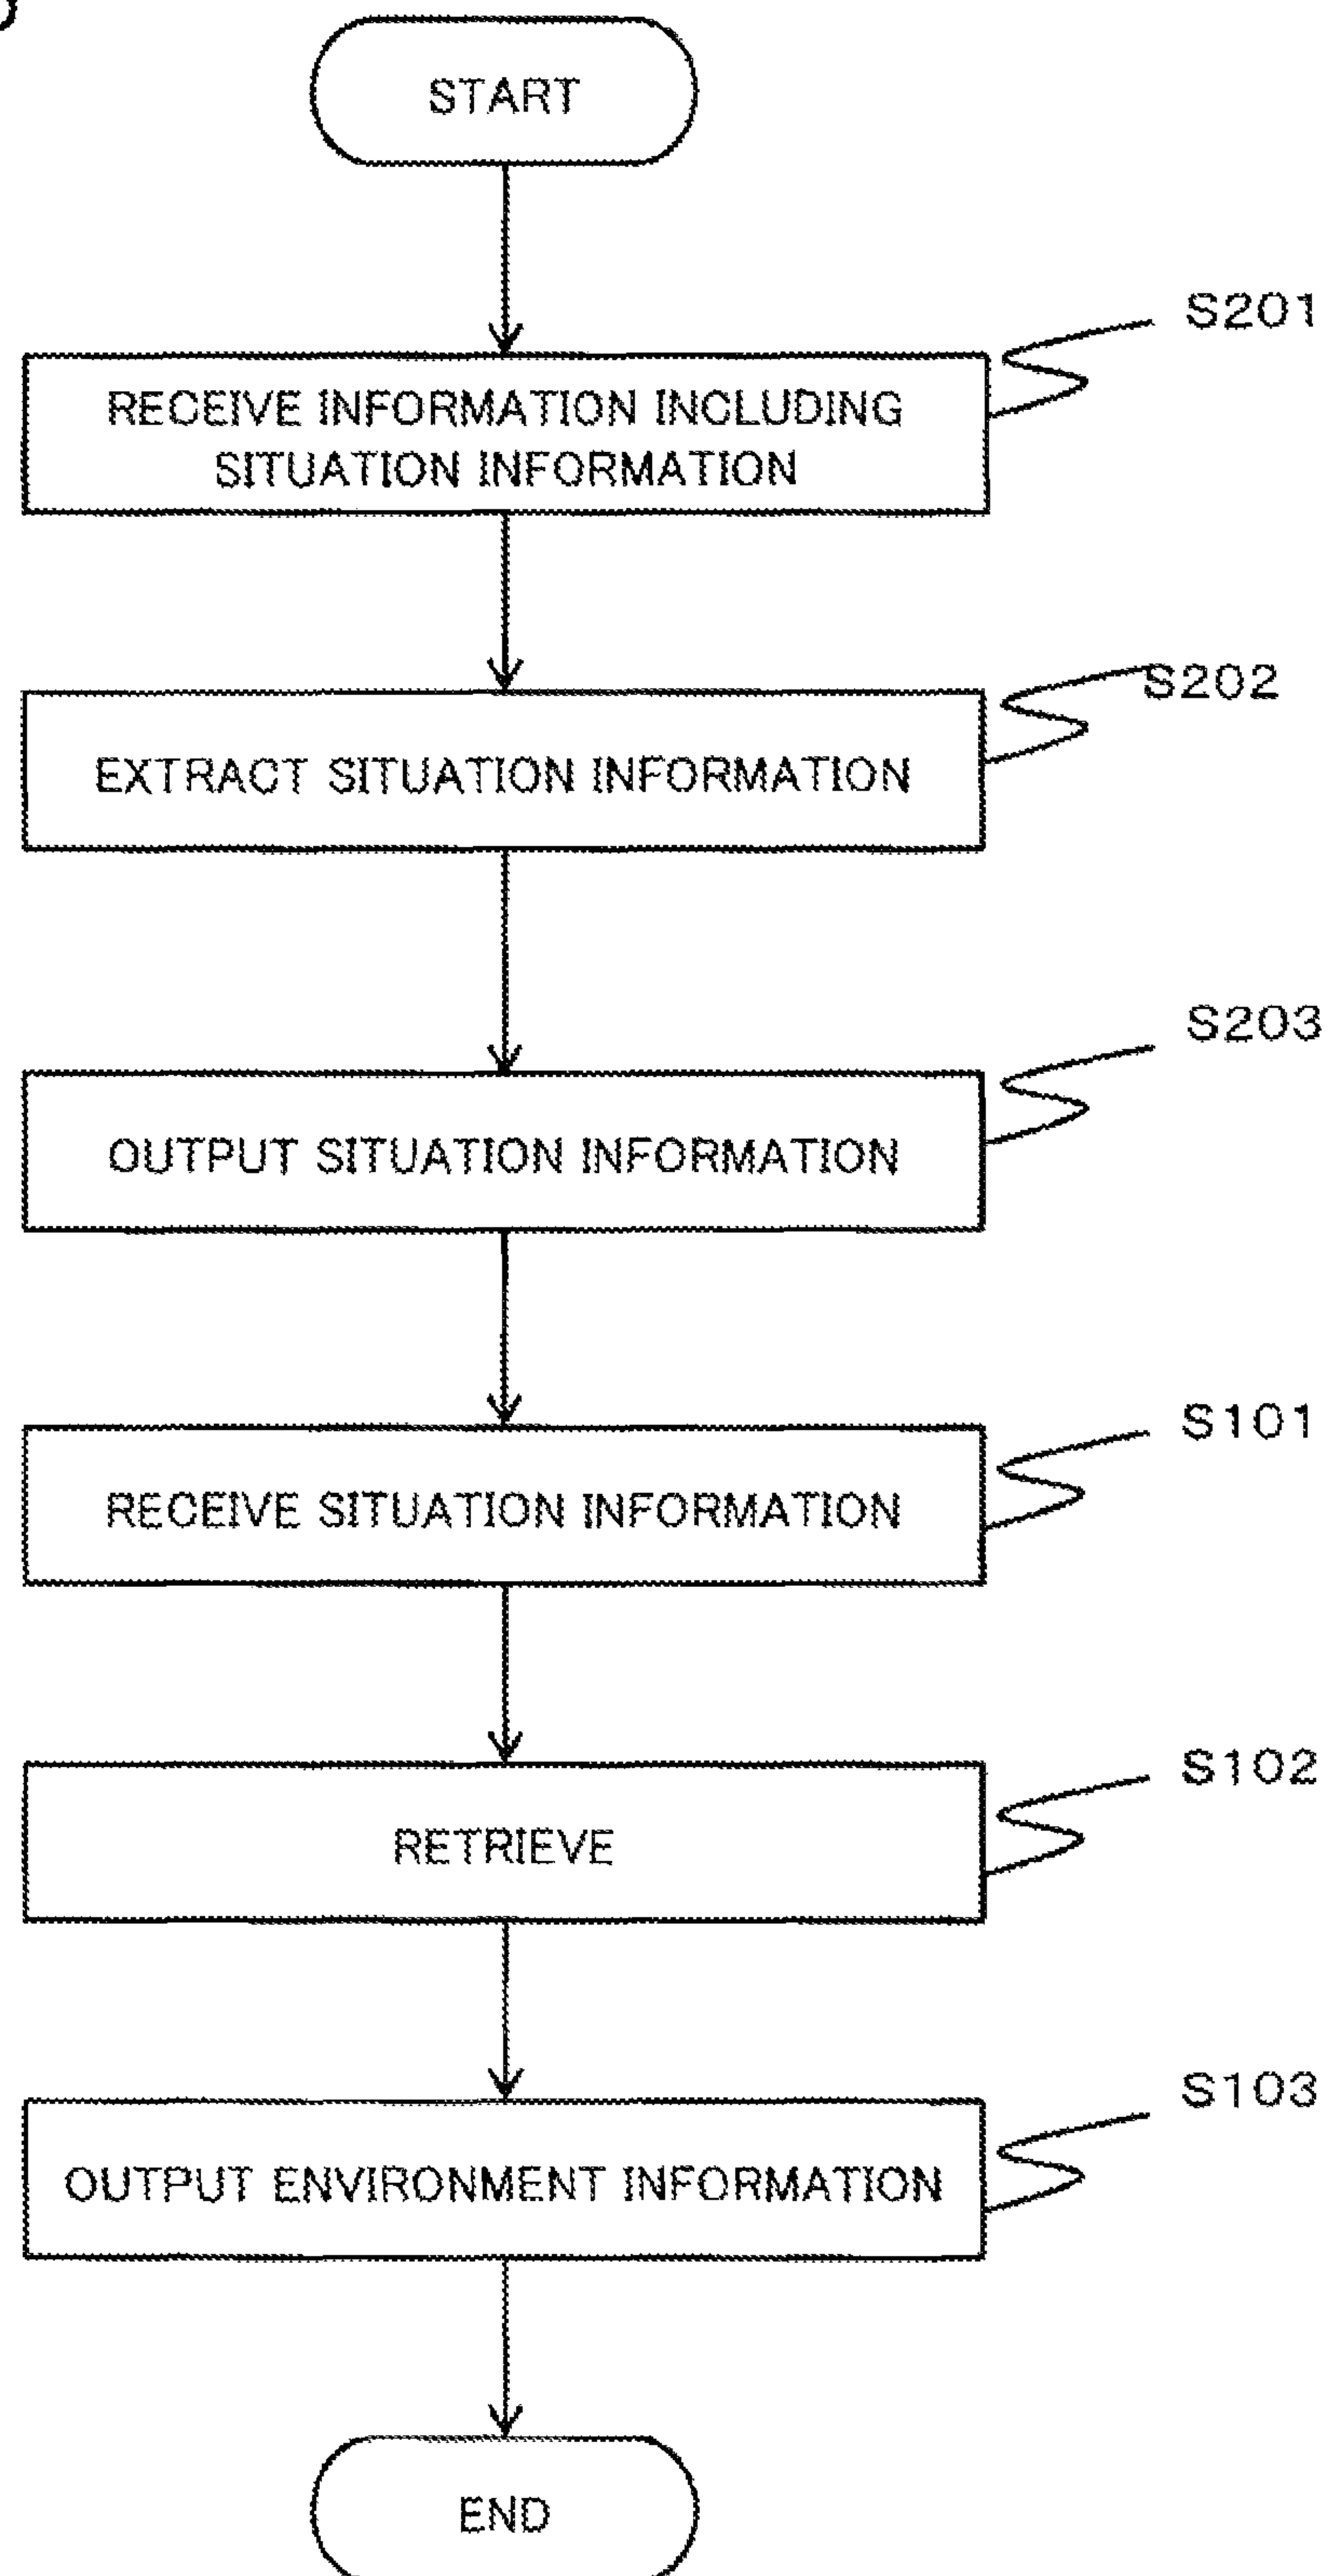 START
S201
RECEIVE INFORMATION INCLUDING
SITUATION INFORMATION
S202
EXTRACT SITUATION INFORMATION
S203
OUTPUT SITUATION INFORMATION
S101
RECEIVE SITUATION INFORMATION
S102
RETRIEVE
S103
OUTPUT ENVIRONMENT INFORMATION
END